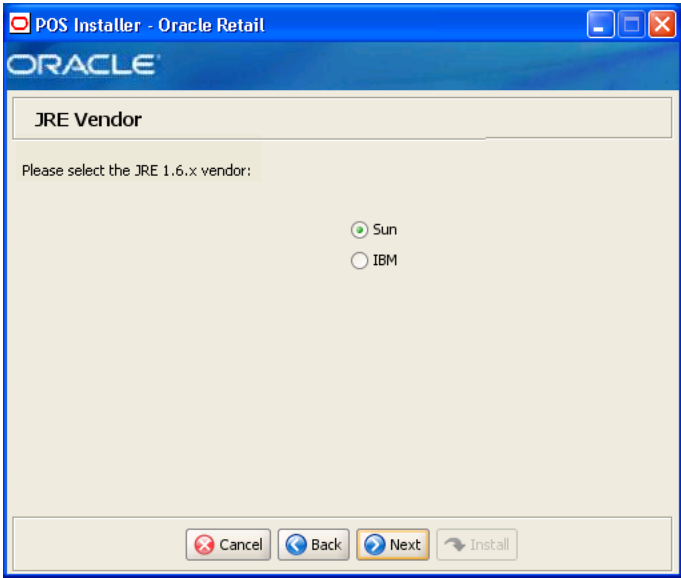 POS Installer - Oracle Retail
ORACLE
JRE Vendor
Please select the JRE 1.6.x vendor:
Sun
IBM
Cancel Back Next Install